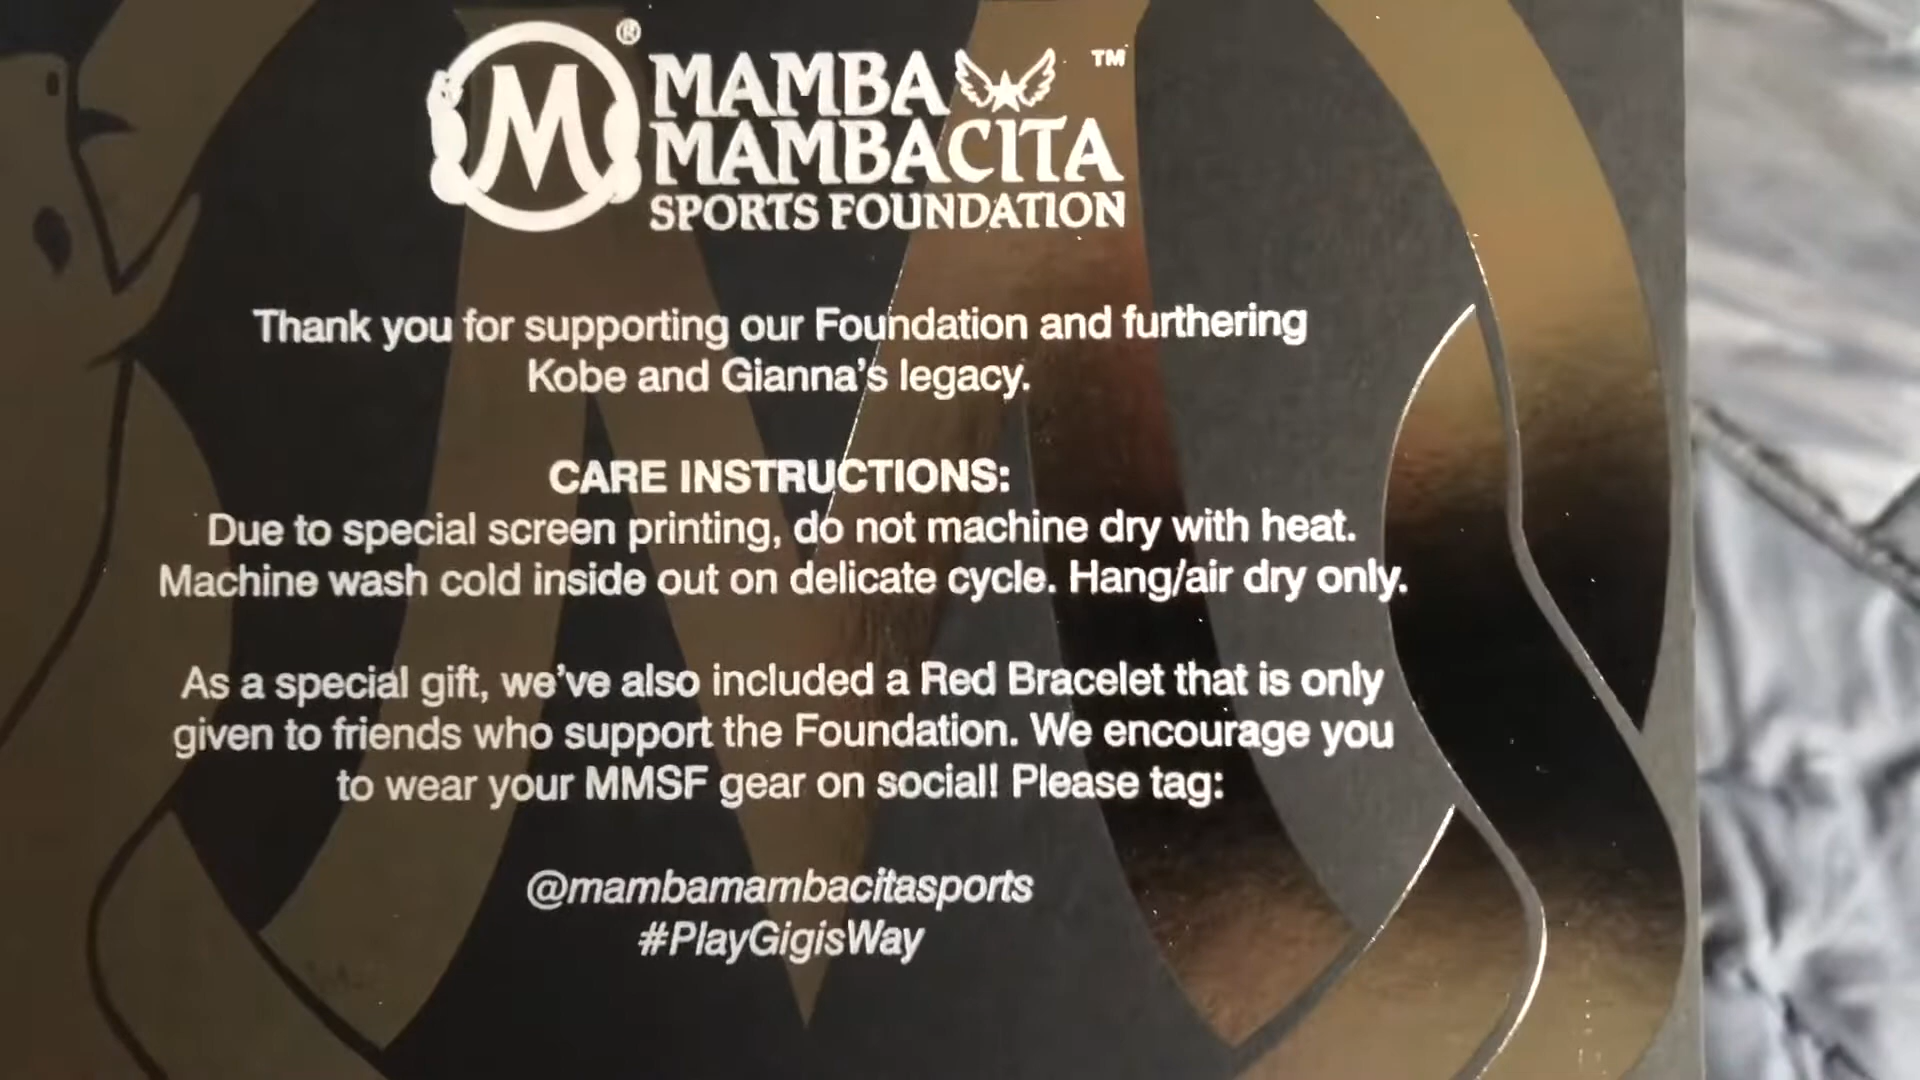 M ®
MAMBA ™
MAMBACITA
SPORTS FOUNDATION
Thank you for supporting our Foundation and furthering
Kobe and Gianna's legacy.
CARE INSTRUCTIONS:
Due to special screen printing, do not machine dry with heat.
Machine wash cold inside out on delicate cycle. Hang/air dry only.
As a special gift, we've also included a Red Bracelet that is only
given to friends who support the Foundation. We encourage you
to wear your MMSF gear on social! Please tag:
@mambamambacitasports
#PlayGigisWay